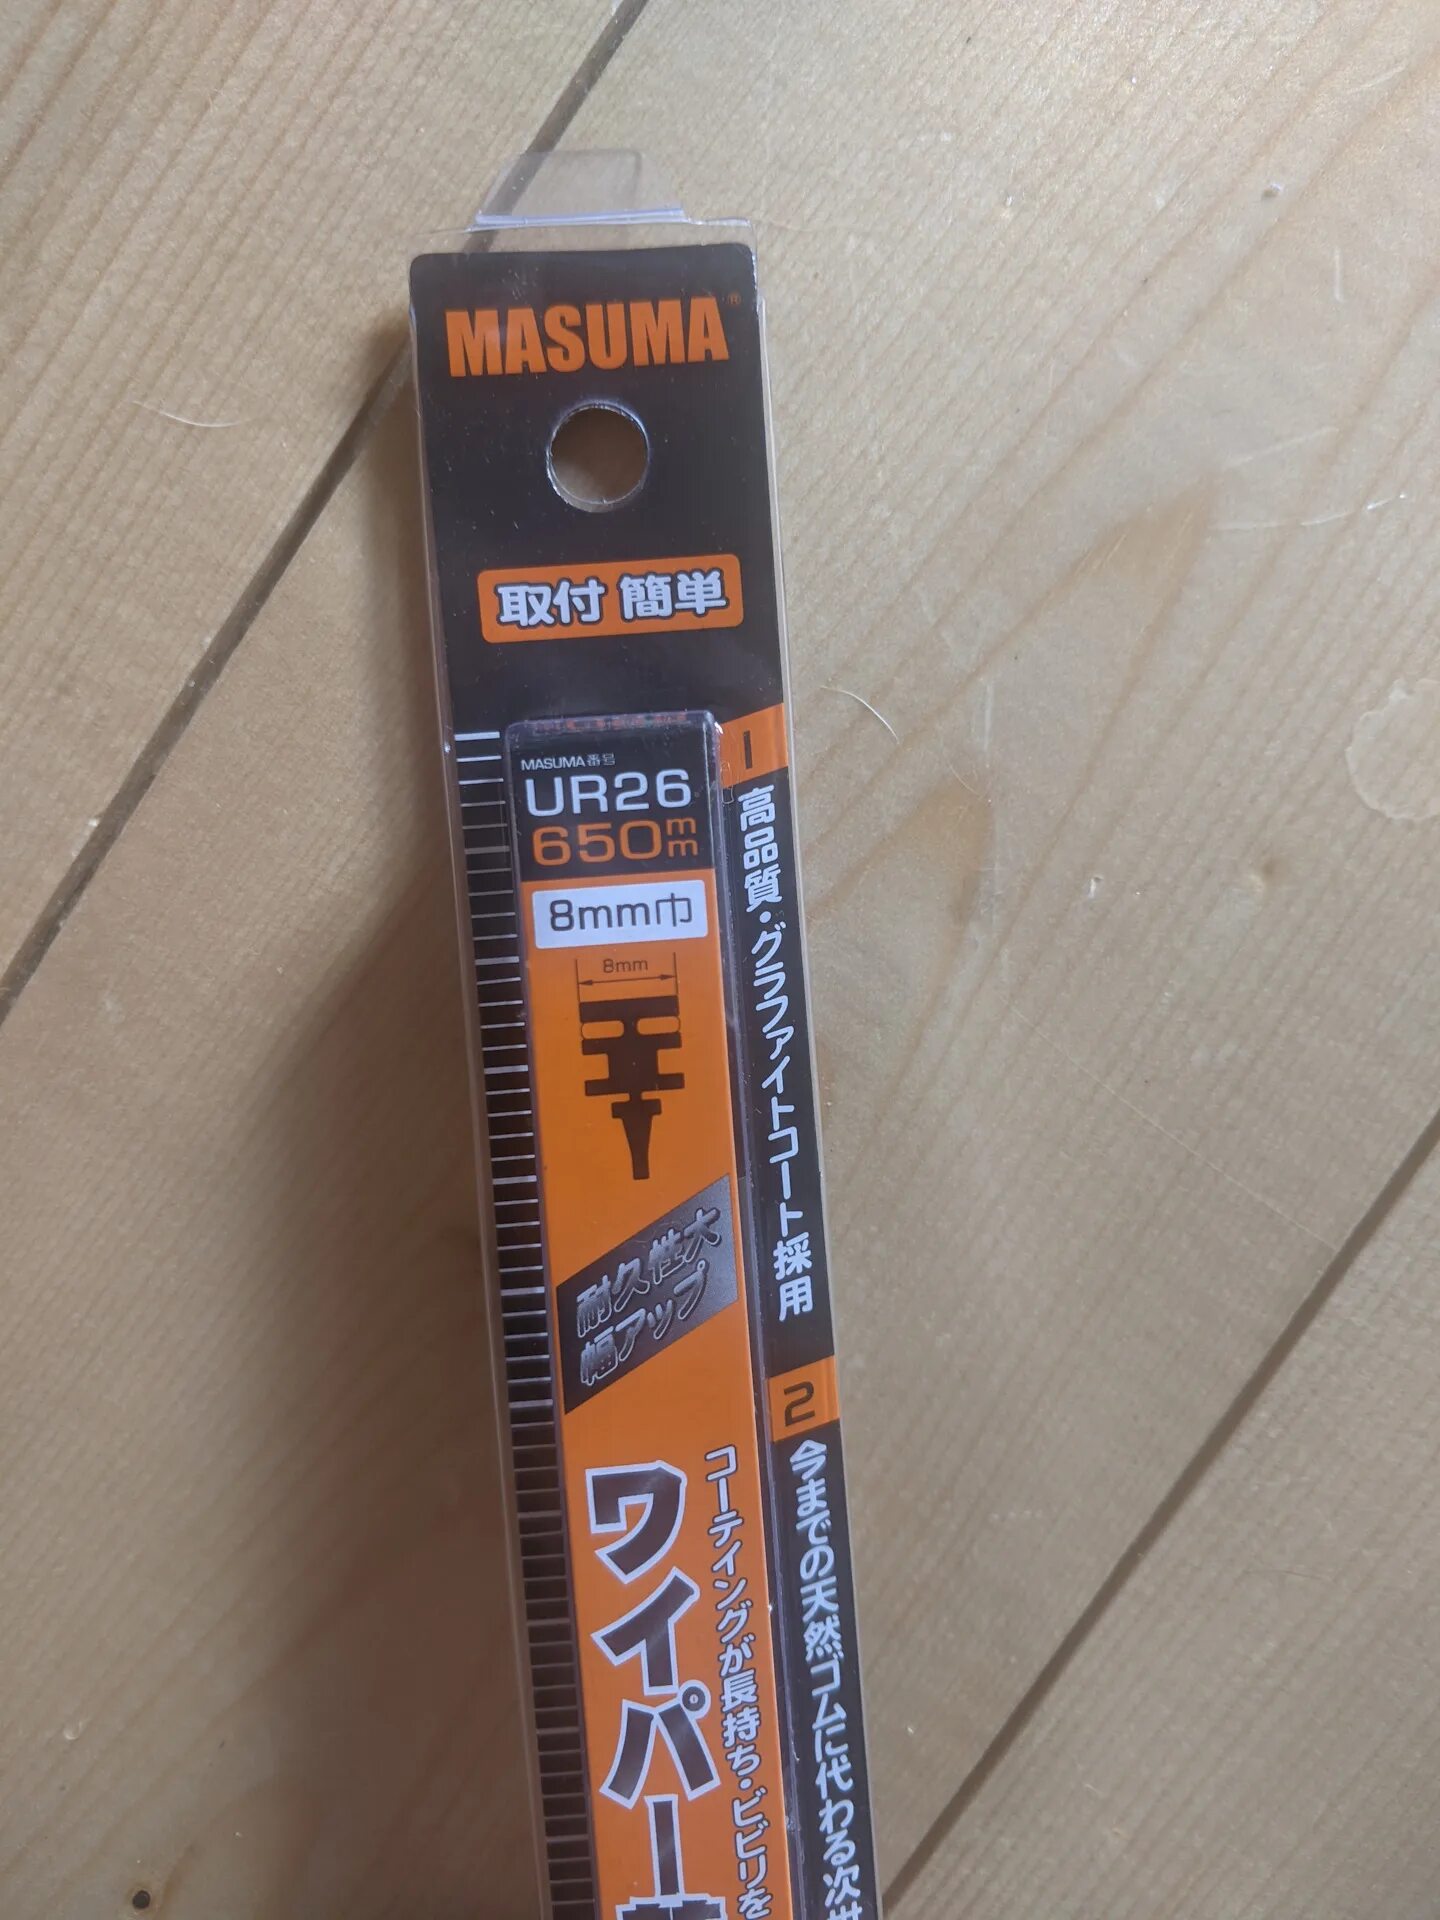 MASUMA®
取付 簡単
MASUMA番号
UR26
650mm
8mm巾
8mm
耐久性大
幅アップ
ワイパー
コーティングが長持ち・ビビリを
1
高品質・グラファイトコート採用
2
今までの天然ゴムに代わる次世